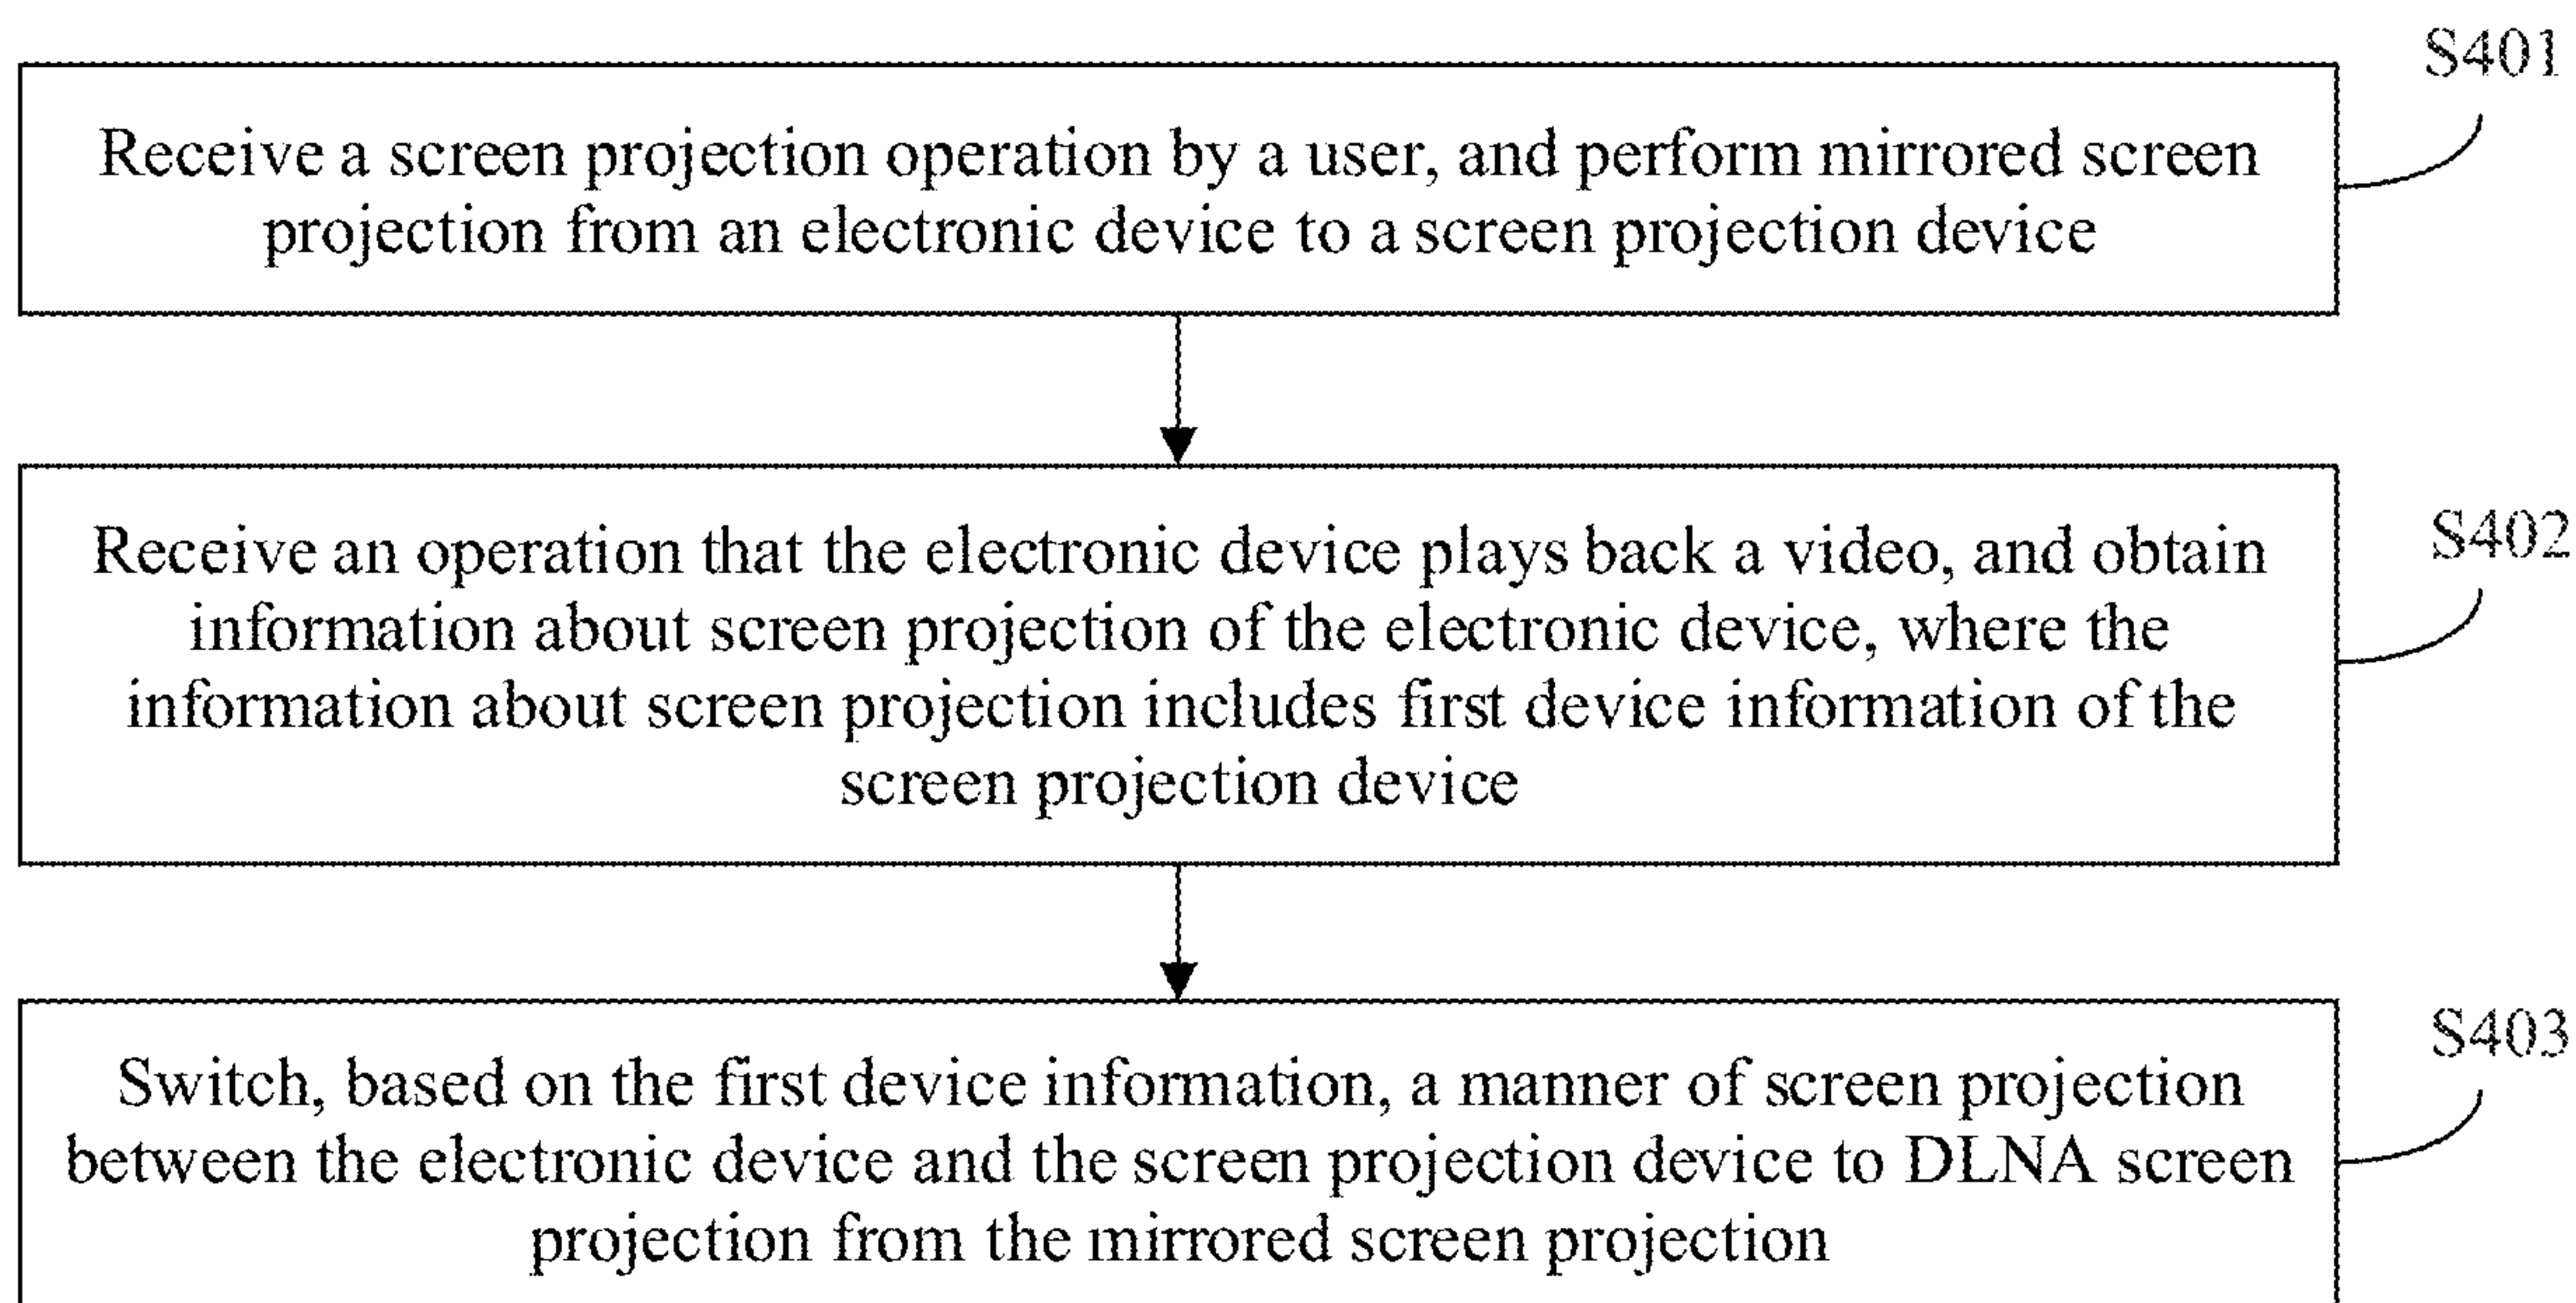 S401
Receive a screen projection operation by a user, and perform mirrored screen
projection from an electronic device to a screen projection device
S402
Receive an operation that the electronic device plays back a video, and obtain
information about screen projection of the electronic device, where the
information about screen projection includes first device information of the
screen projection device
S403
Switch, based on the first device information, a manner of screen projection
between the electronic device and the screen projection device to DLNA screen
projection from the mirrored screen projection